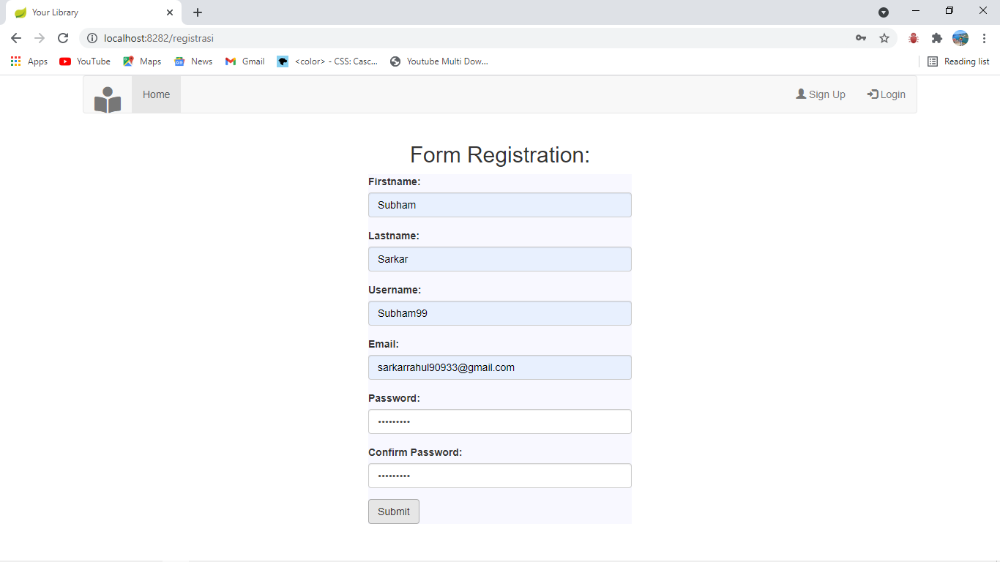 Your Library
localhost:8282/registrasi
Apps YouTube Maps News Gmail <color> - CSS: Casc... Youtube Multi Dow... Reading list
Home Sign Up Login
Form Registration:
Firstname:
Subham
Lastname:
Sarkar
Username:
Subham99
Email:
sarkarrahul90933@gmail.com
Password:
•••••••••
Confirm Password:
•••••••••
Submit